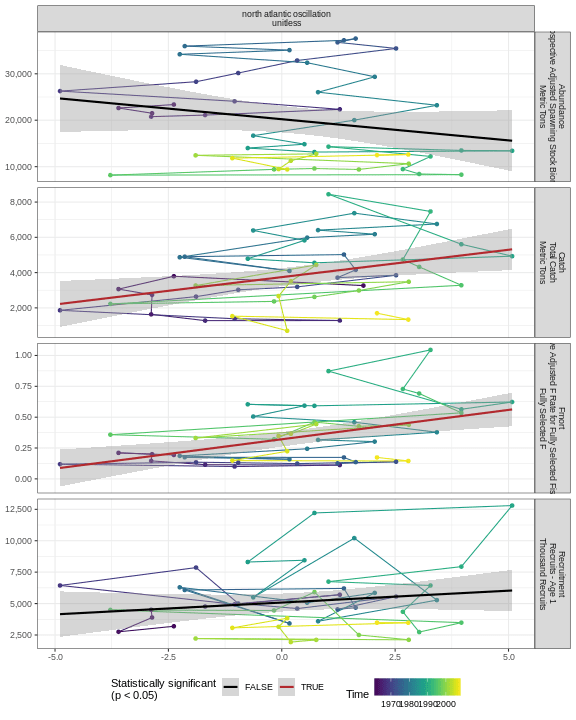 north atlantic oscillation
unitless
30,000
20,000
10,000
Abundance
Adjusted Spawning Stock
Metric Tons
8,000
6,000
4,000
2,000
Catch
Total Catch
Metric Tons
1.00
0.75
0.50
0.25
0.00
Fmort
Adjusted F Rate for Fully Selected
Fully Selected F
12,500
10,000
7,500
5,000
2,500
Recruitment
Recruits - Age 1
Thousand Recruits
-5.0 -2.5 0.0 2.5 5.0
Statistically significant
(p < 0.05)
FALSE TRUE
Time
1970 1980 1990 2000